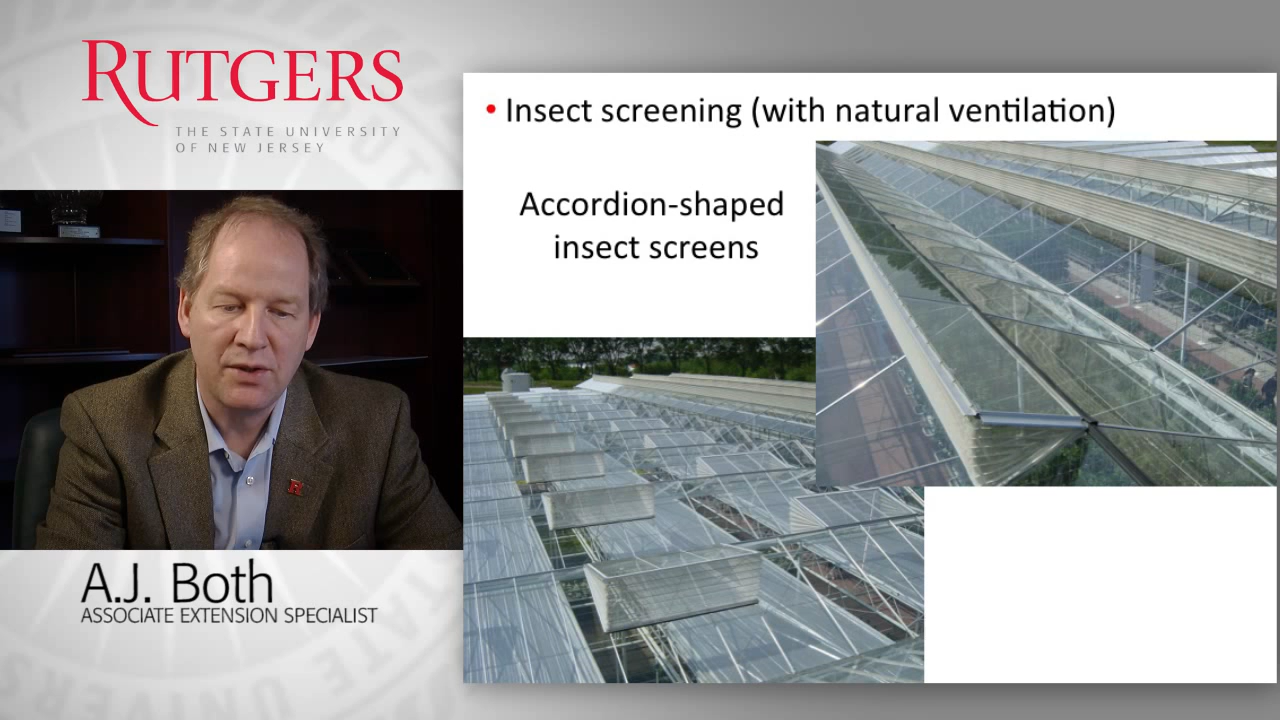 RUTGERS
THE STATE UNIVERSITY
OF NEW JERSEY
A.J. Both
ASSOCIATE EXTENSION SPECIALIST
• Insect screening (with natural ventilation)
Accordion-shaped
insect screens